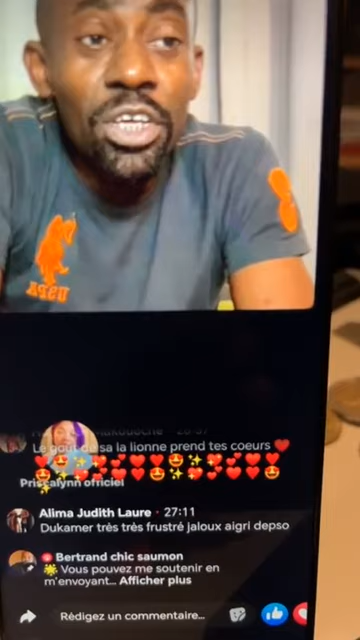 USPA
20:57
Le goût de sa la lionne prend tes coeurs
Priscalynn officiel
Alima Judith Laure · 27:11
Dukamer très très frustré jaloux aigri depso
Bertrand chic saumon
Vous pouvez me soutenir en
m'envoyant... Afficher plus
Rédigez un commentaire...